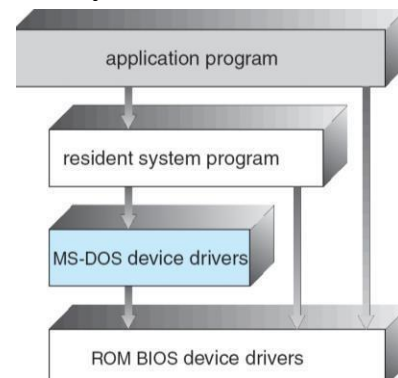 application program
resident system program
MS-DOS device drivers
ROM BIOS device drivers